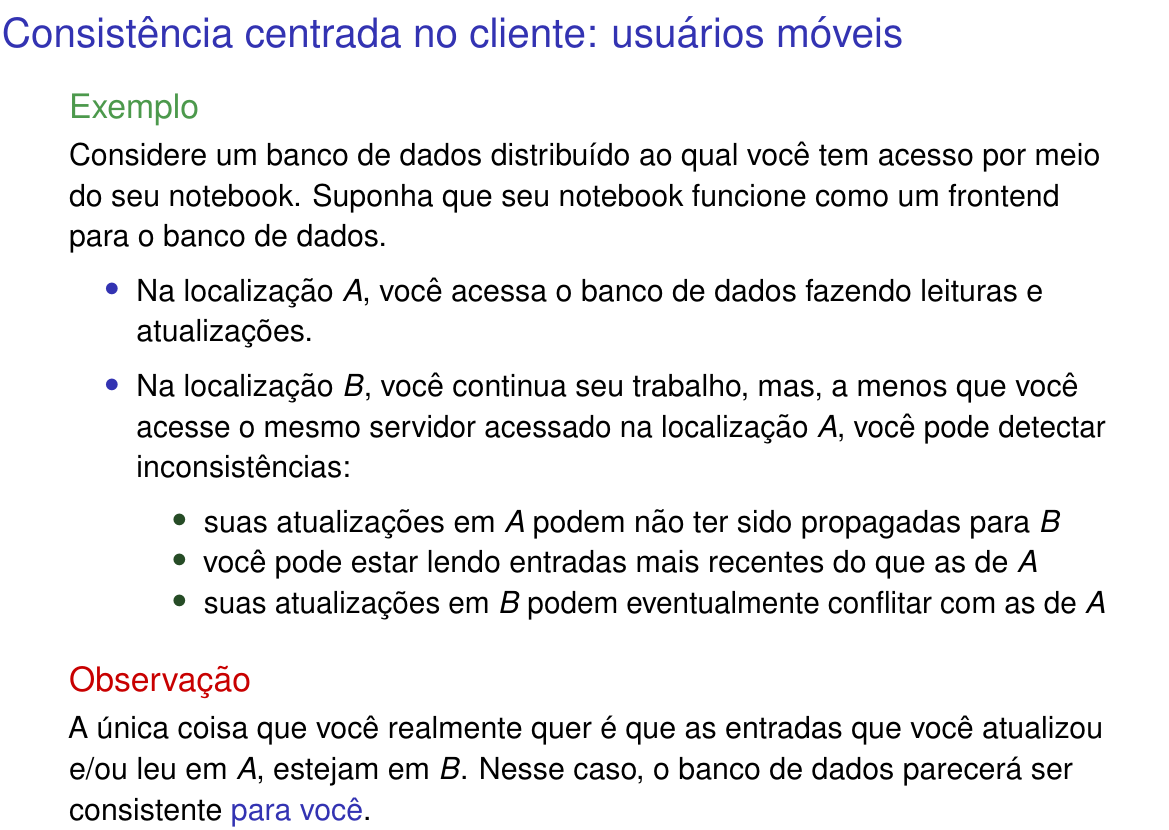 Consistência centrada no cliente: usuários móveis
Exemplo
Considere um banco de dados distribuído ao qual você tem acesso por meio
do seu notebook. Suponha que seu notebook funcione como um frontend
para o banco de dados.
• Na localização A, você acessa o banco de dados fazendo leituras e
atualizações.
• Na localização B, você continua seu trabalho, mas, a menos que você
acesse o mesmo servidor acessado na localização A, você pode detectar
inconsistências:
• suas atualizações em A podem não ter sido propagadas para B
• você pode estar lendo entradas mais recentes do que as de A
• suas atualizações em B podem eventualmente conflitar com as de A
Observação
A única coisa que você realmente quer é que as entradas que você atualizou
e/ou leu em A, estejam em B. Nesse caso, o banco de dados parecerá ser
consistente para você.